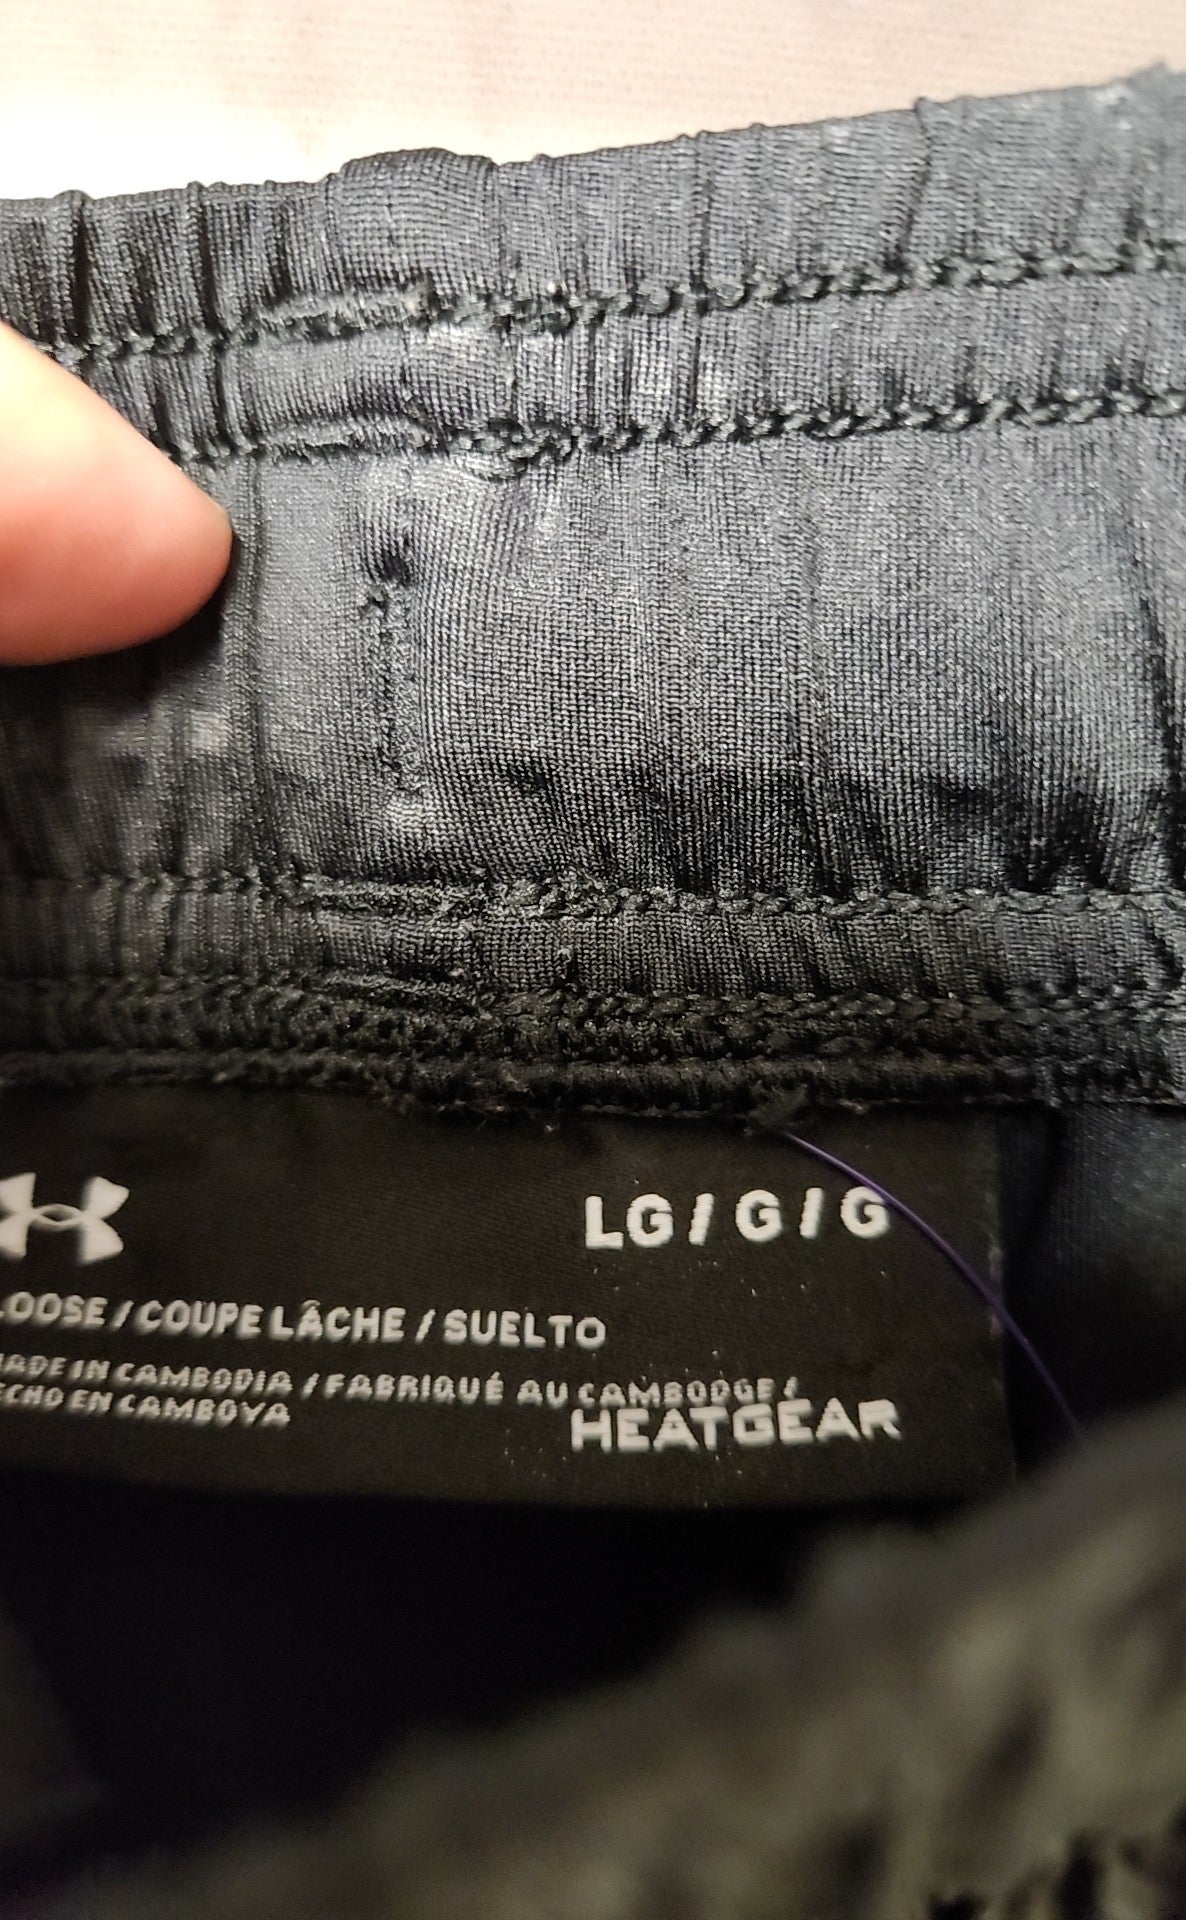 LG / G / G
LOOSE / COUPE LÂCHE / SUELTO
MADE IN CAMBODIA / FABRIQUÉ AU CAMBODGE /
HECHO EN CAMBOYA
HEATGEAR